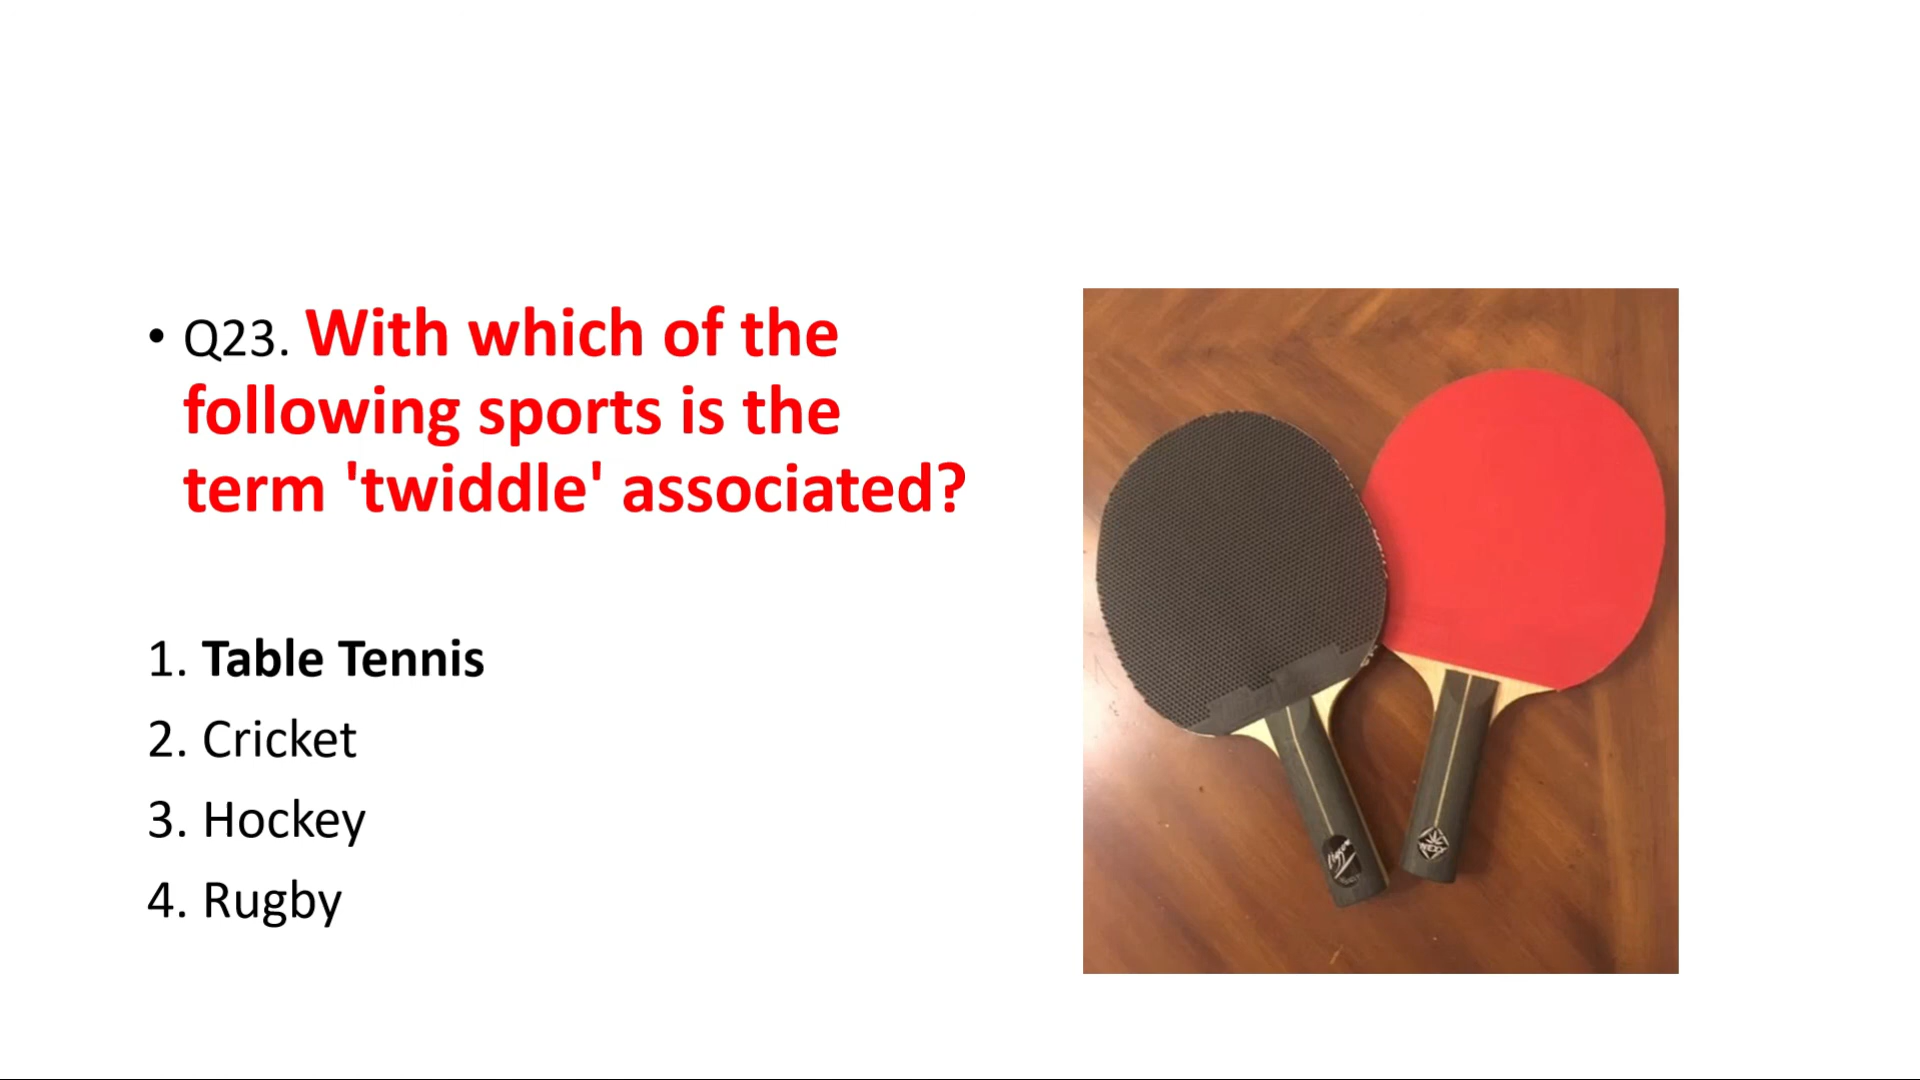 • Q23. With which of the
following sports is the
term 'twiddle' associated?
1. Table Tennis
2. Cricket
3. Hockey
4. Rugby